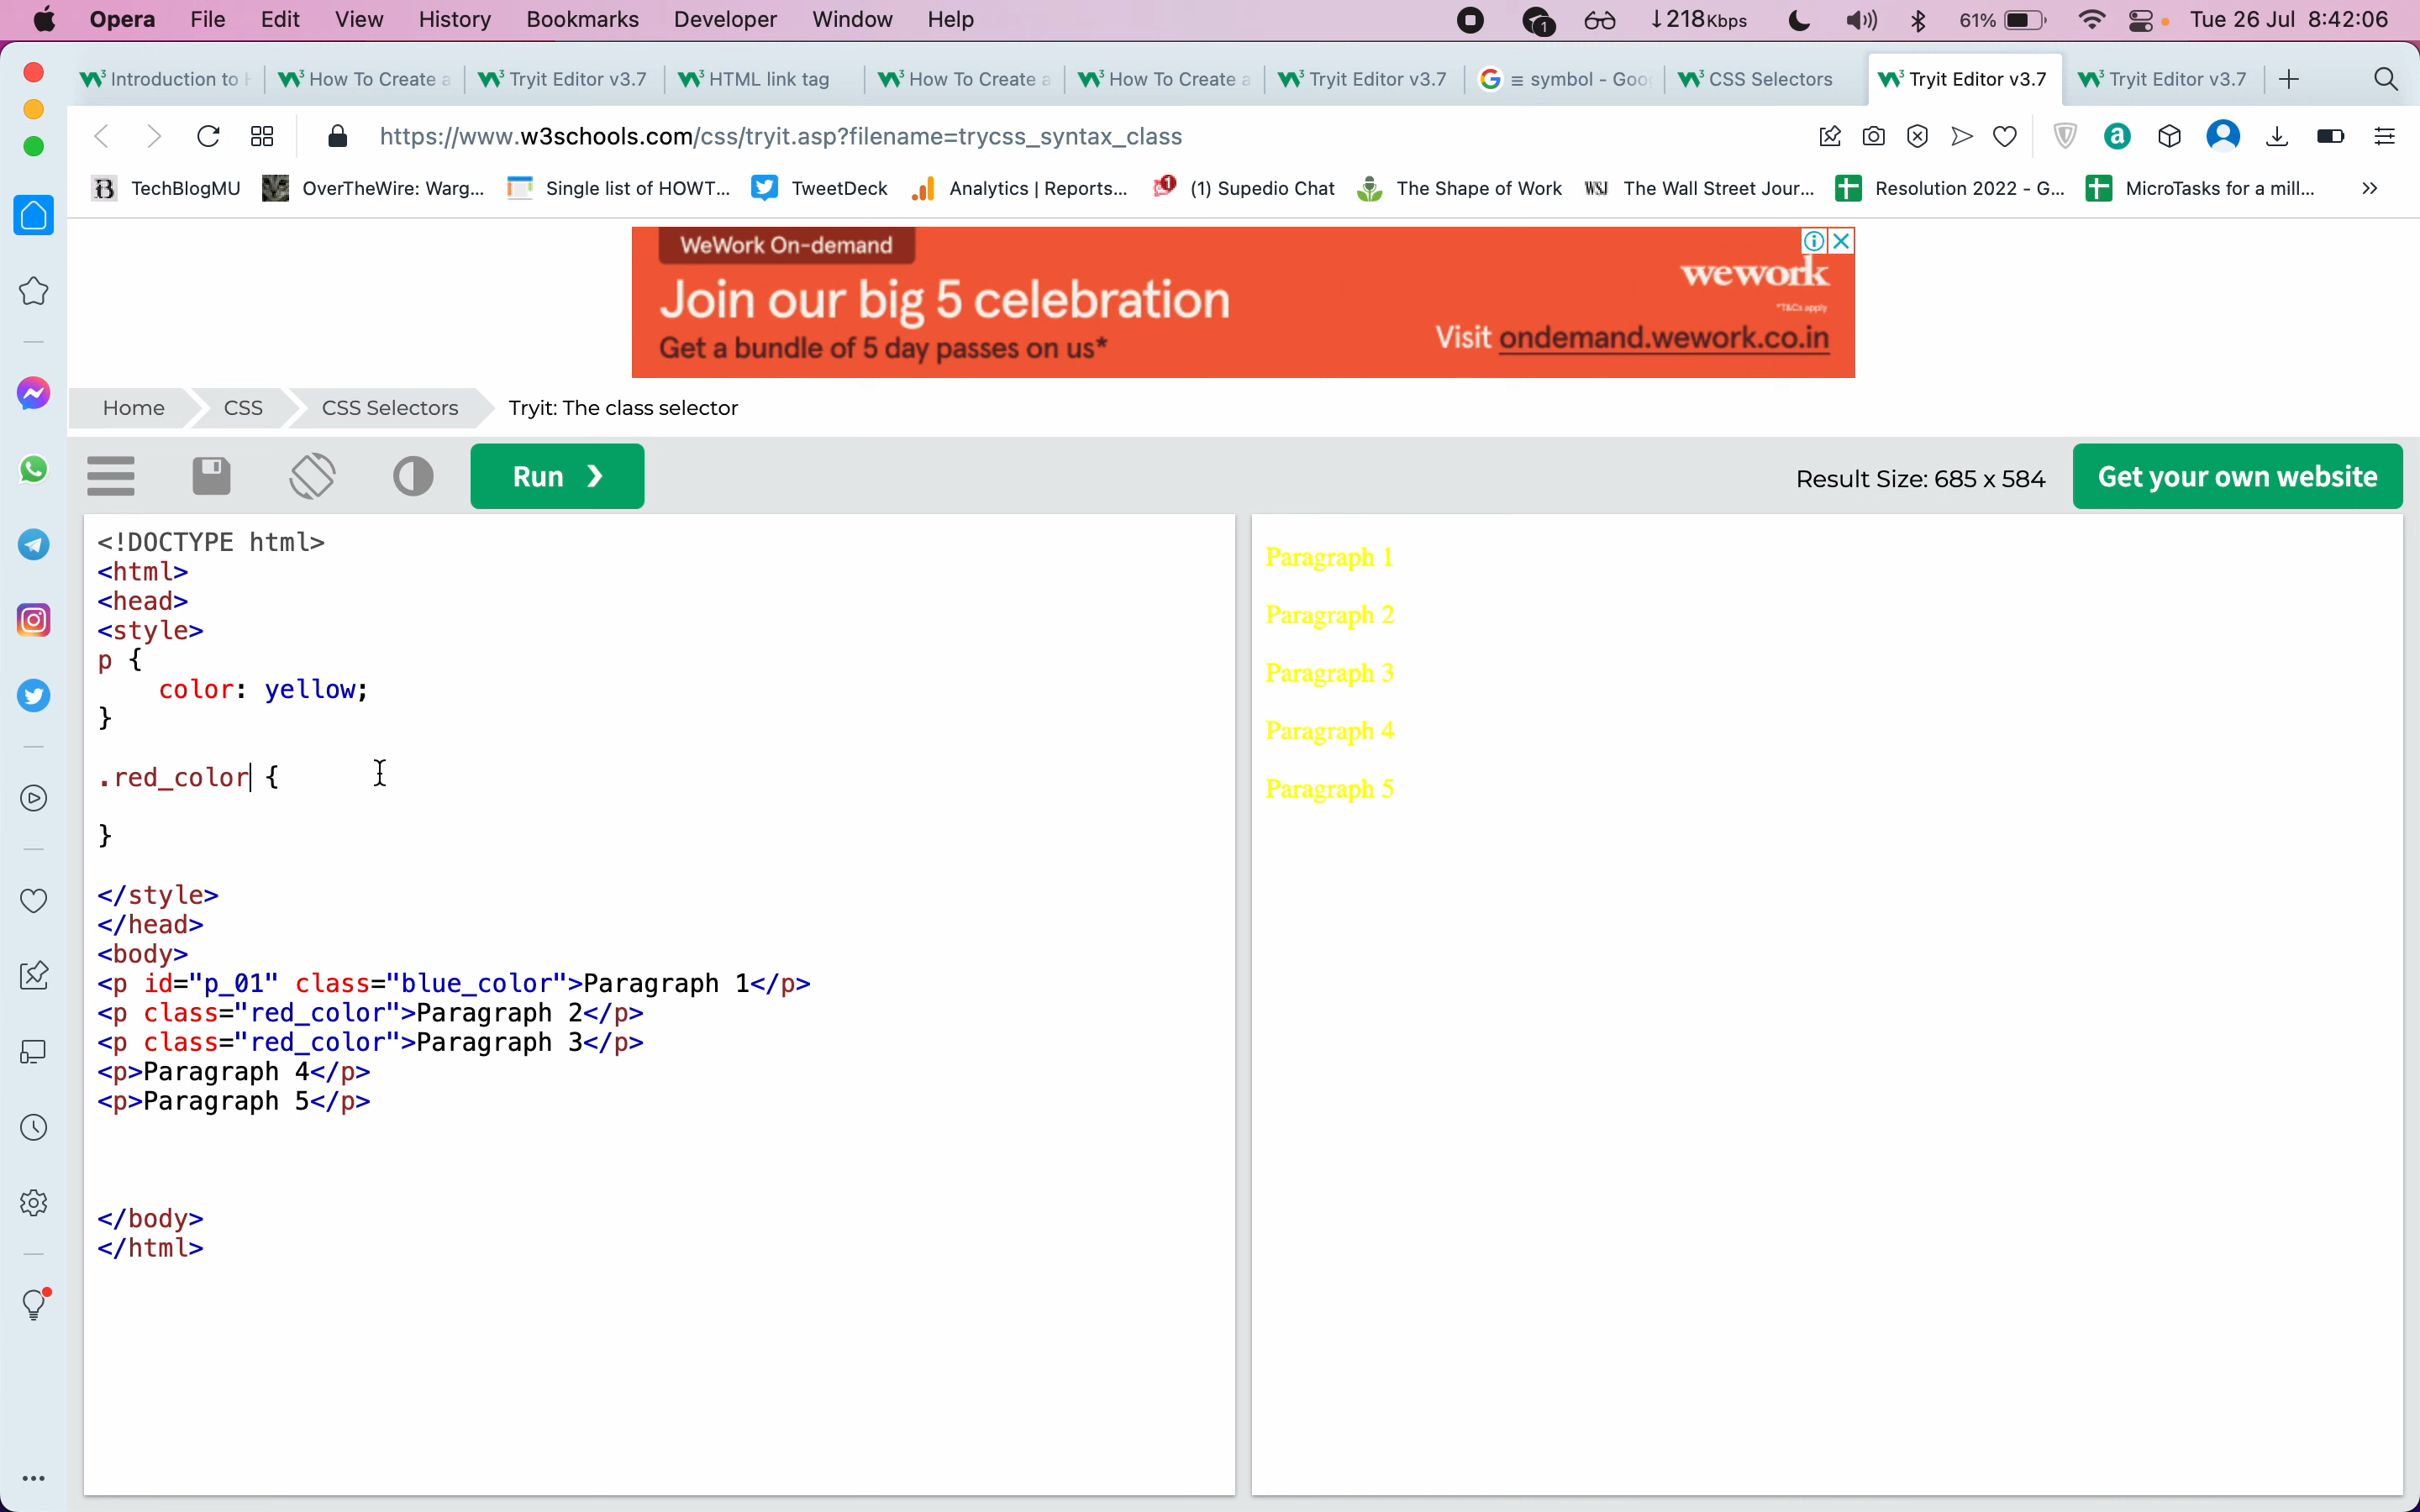 Opera File Edit View History Bookmarks Developer Window Help 1 ↓218Kbps 61% Tue 26 Jul 8:42:06
Introduction to How To Create a Tryit Editor v3.7 HTML link tag How To Create a How To Create a Tryit Editor v3.7 ≡ symbol - Goo CSS Selectors Tryit Editor v3.7 Tryit Editor v3.7
https://www.w3schools.com/css/tryit.asp?filename=trycss_syntax_class
TechBlogMU OverTheWire: Warg... Single list of HOWT... TweetDeck Analytics | Reports... (1) Supedio Chat The Shape of Work WSJ The Wall Street Jour... Resolution 2022 - G... MicroTasks for a mill... »
WeWork On-demand
Join our big 5 celebration
Get a bundle of 5 day passes on us*
wework
*T&Cs apply
Visit ondemand.wework.co.in
Home CSS CSS Selectors Tryit: The class selector
Run ❯ Result Size: 685 x 584 Get your own website
<!DOCTYPE html>
<html>
<head>
<style>
p {
color: yellow;
}
.red_color {
}
</style>
</head>
<body>
<p id="p_01" class="blue_color">Paragraph 1</p>
<p class="red_color">Paragraph 2</p>
<p class="red_color">Paragraph 3</p>
<p>Paragraph 4</p>
<p>Paragraph 5</p>
</body>
</html>
Paragraph 1
Paragraph 2
Paragraph 3
Paragraph 4
Paragraph 5